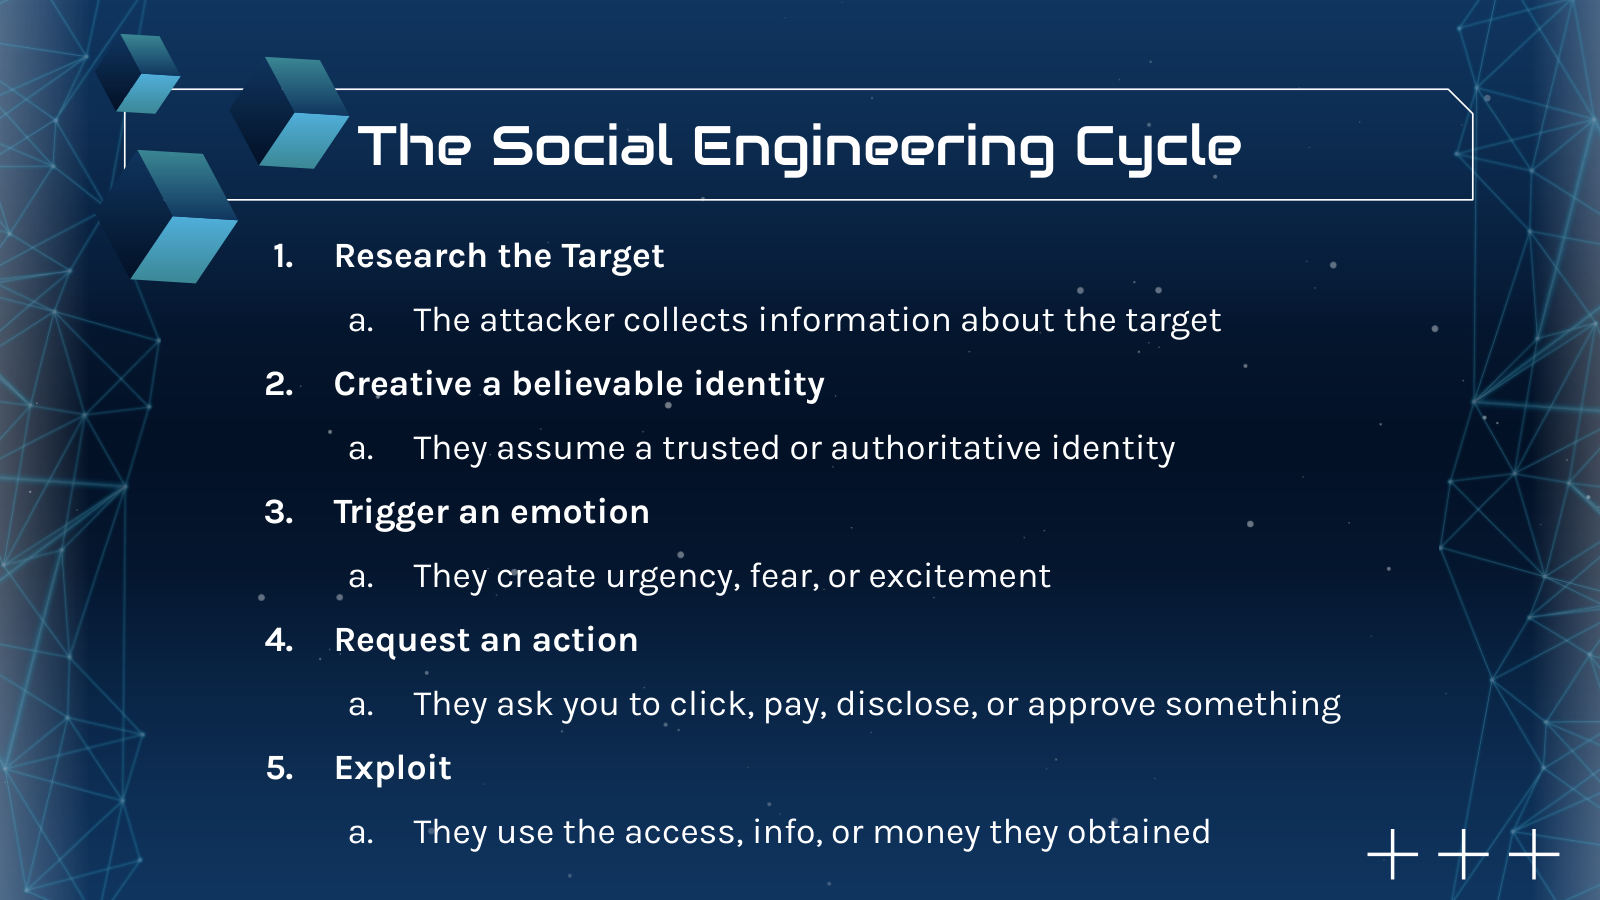 The Social Engineering Cycle
1. Research the Target
a. The attacker collects information about the target
2. Creative a believable identity
a. They assume a trusted or authoritative identity
3. Trigger an emotion
a. They create urgency, fear, or excitement
4. Request an action
a. They ask you to click, pay, disclose, or approve something
5. Exploit
a. They use the access, info, or money they obtained